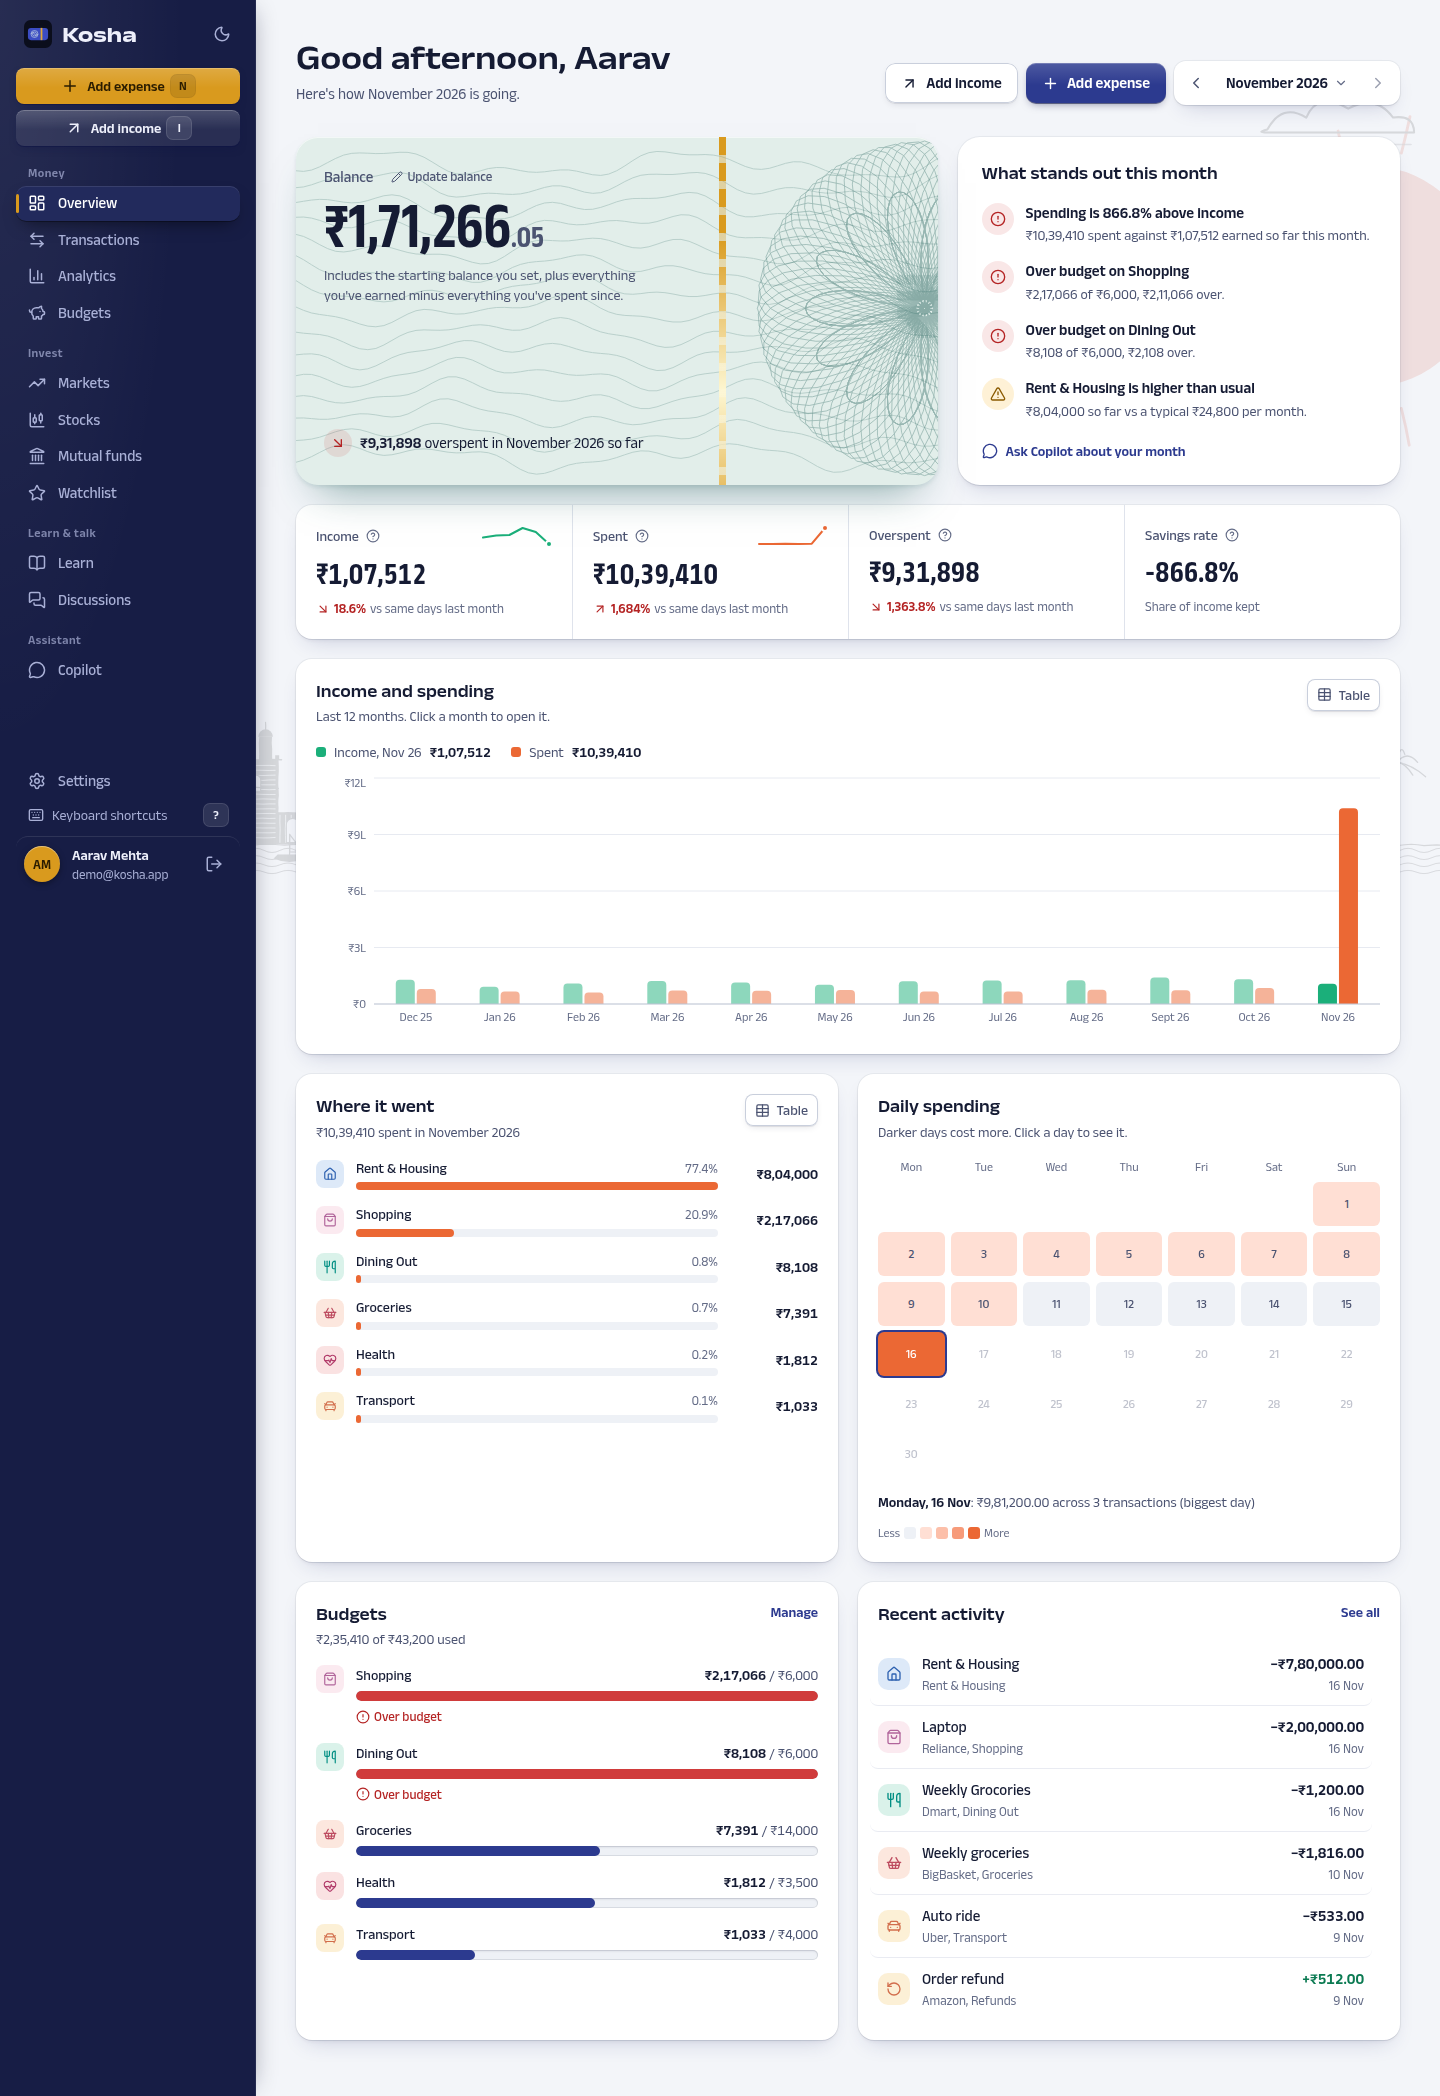 Kosha
Add expense N
Add income I
Money
Overview
Transactions
Analytics
Budgets
Invest
Markets
Stocks
Mutual funds
Watchlist
Learn & talk
Learn
Discussions
Assistant
Copilot
Settings
Keyboard shortcuts ?
AM
Aarav Mehta
demo@kosha.app
Good afternoon, Aarav
Here's how November 2026 is going.
Add income
Add expense
November 2026
Balance
Update balance
₹1,71,266.05
Includes the starting balance you set, plus everything
you've earned minus everything you've spent since.
₹9,31,898 overspent in November 2026 so far
What stands out this month
Spending is 866.8% above income
₹10,39,410 spent against ₹1,07,512 earned so far this month.
Over budget on Shopping
₹2,17,066 of ₹6,000, ₹2,11,066 over.
Over budget on Dining Out
₹8,108 of ₹6,000, ₹2,108 over.
Rent & Housing is higher than usual
₹8,04,000 so far vs a typical ₹24,800 per month.
Ask Copilot about your month
Income
₹1,07,512
18.6% vs same days last month
Spent
₹10,39,410
1,684% vs same days last month
Overspent
₹9,31,898
1,363.8% vs same days last month
Savings rate
-866.8%
Share of income kept
Income and spending
Last 12 months. Click a month to open it.
Table
Income, Nov 26 ₹1,07,512
Spent ₹10,39,410
₹12L
₹9L
₹6L
₹3L
₹0
Dec 25 Jan 26 Feb 26 Mar 26 Apr 26 May 26 Jun 26 Jul 26 Aug 26 Sept 26 Oct 26 Nov 26
Where it went
₹10,39,410 spent in November 2026
Table
Rent & Housing 77.4% ₹8,04,000
Shopping 20.9% ₹2,17,066
Dining Out 0.8% ₹8,108
Groceries 0.7% ₹7,391
Health 0.2% ₹1,812
Transport 0.1% ₹1,033
Daily spending
Darker days cost more. Click a day to see it.
Mon Tue Wed Thu Fri Sat Sun
1
2 3 4 5 6 7 8
9 10 11 12 13 14 15
16 17 18 19 20 21 22
23 24 25 26 27 28 29
30
Monday, 16 Nov: ₹9,81,200.00 across 3 transactions (biggest day)
Less More
Budgets
Manage
₹2,35,410 of ₹43,200 used
Shopping ₹2,17,066 / ₹6,000
Over budget
Dining Out ₹8,108 / ₹6,000
Over budget
Groceries ₹7,391 / ₹14,000
Health ₹1,812 / ₹3,500
Transport ₹1,033 / ₹4,000
Recent activity
See all
Rent & Housing −₹7,80,000.00
Rent & Housing 16 Nov
Laptop −₹2,00,000.00
Reliance, Shopping 16 Nov
Weekly Grocories −₹1,200.00
Dmart, Dining Out 16 Nov
Weekly groceries −₹1,816.00
BigBasket, Groceries 10 Nov
Auto ride −₹533.00
Uber, Transport 9 Nov
Order refund +₹512.00
Amazon, Refunds 9 Nov